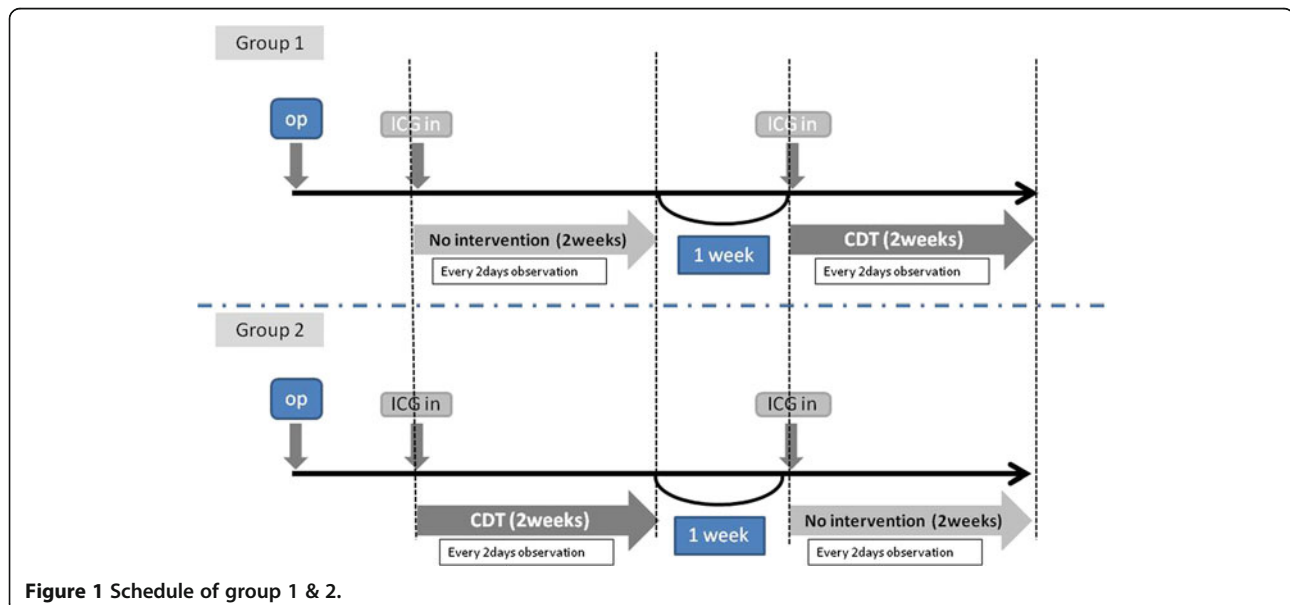 Group 1
op
ICG in
ICG in
No intervention (2weeks)
Every 2days observation
1 week
CDT (2weeks)
Every 2days observation
Group 2
op
ICG in
ICG in
CDT (2weeks)
Every 2days observation
1 week
No intervention (2weeks)
Every 2days observation
Figure 1 Schedule of group 1 & 2.